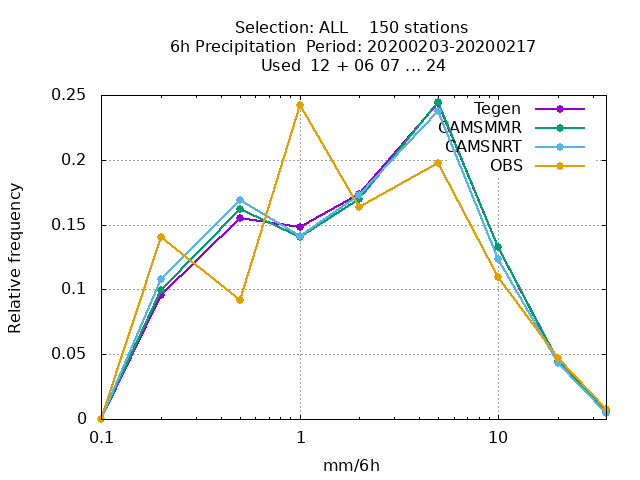 Selection: ALL    150 stations
6h Precipitation  Period: 20200203-20200217
Used  12 + 06 07 ... 24
Relative frequency
0.25
0.2
0.15
0.1
0.05
0
0.1
1
10
mm/6h
Tegen
CAMSMMR
CAMSNRT
OBS